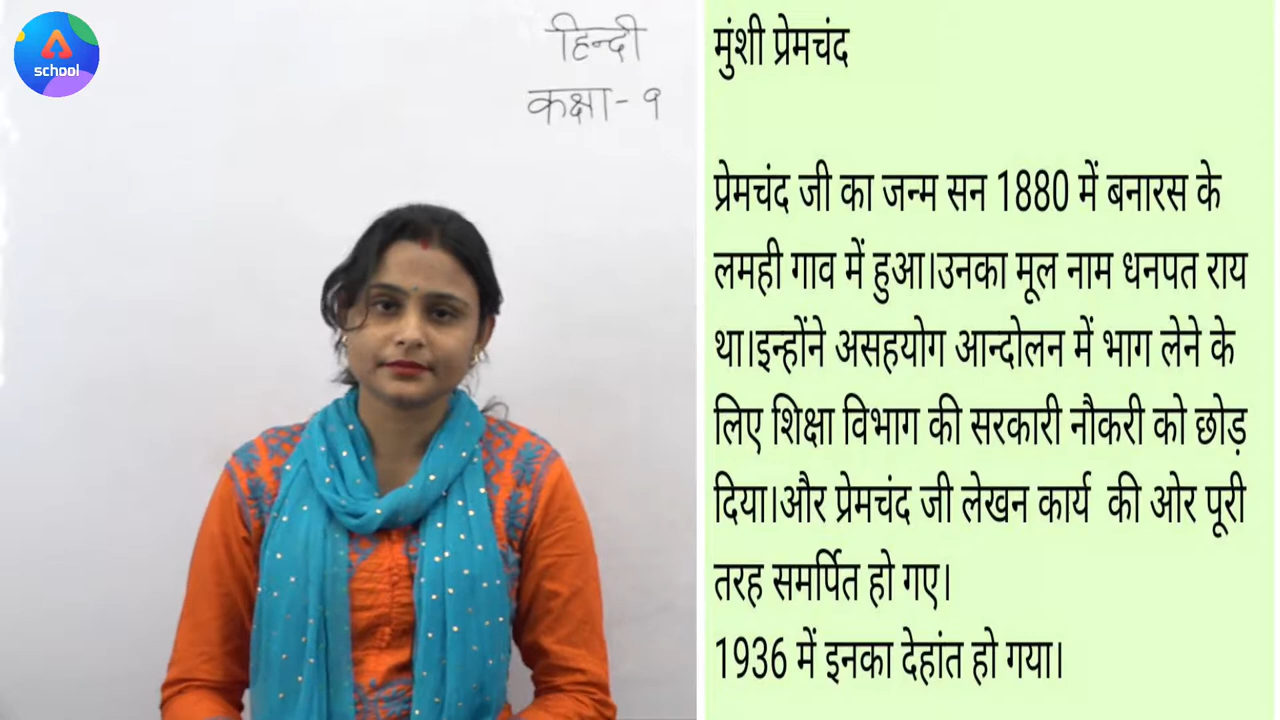 school
हिन्दी
कक्षा- ९
मुंशी प्रेमचंद
प्रेमचंद जी का जन्म सन 1880 में बनारस के
लमही गाव में हुआ।उनका मूल नाम धनपत राय
था।इन्होंने असहयोग आन्दोलन में भाग लेने के
लिए शिक्षा विभाग की सरकारी नौकरी को छोड़
दिया।और प्रेमचंद जी लेखन कार्य की ओर पूरी
तरह समर्पित हो गए।
1936 में इनका देहांत हो गया।